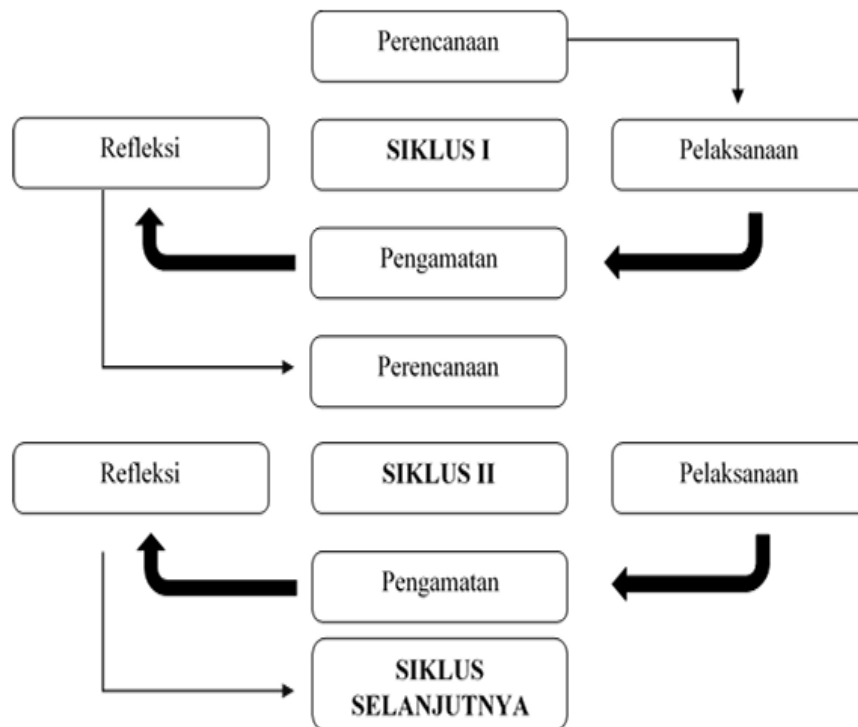 Perencanaan
Refleksi
SIKLUS I
Pelaksanaan
Pengamatan
Perencanaan
Refleksi
SIKLUS II
Pelaksanaan
Pengamatan
SIKLUS
SELANJUTNYA